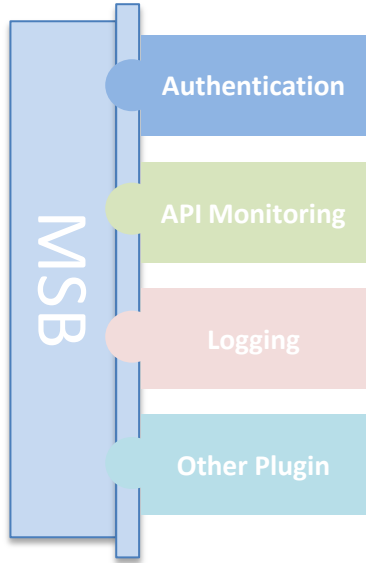 MSB
Authentication
API Monitoring
Logging
Other Plugin